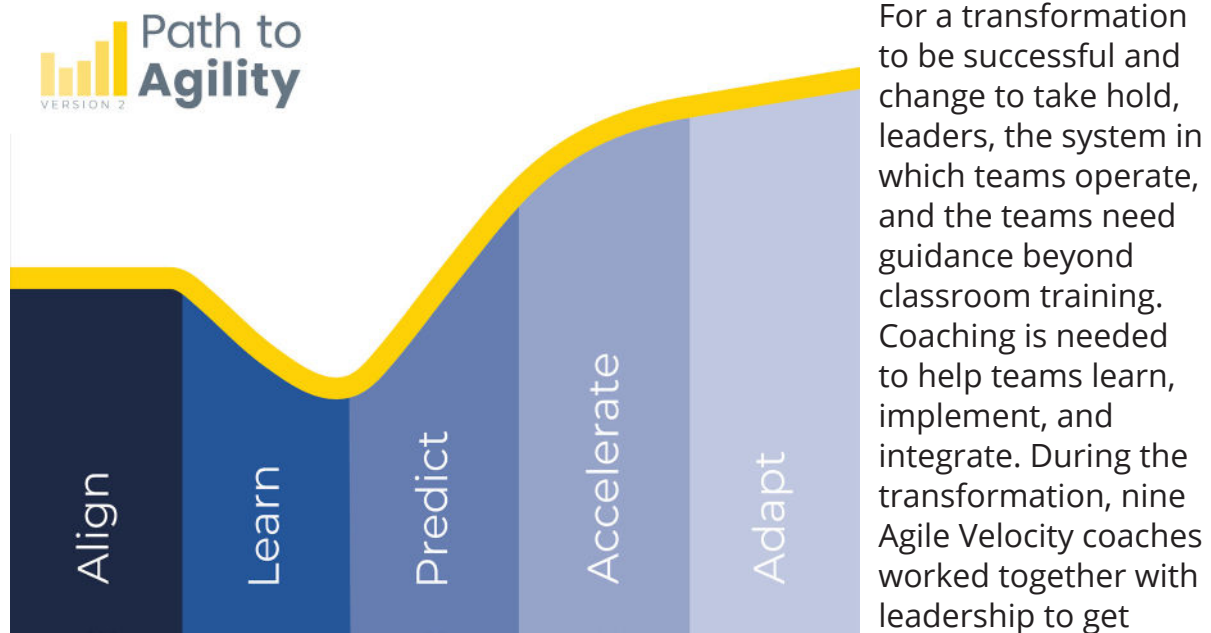 Path to
Agility
VERSION 2
Align
Learn
Predict
Accelerate
Adapt
For a transformation
to be successful and
change to take hold,
leaders, the system in
which teams operate,
and the teams need
guidance beyond
classroom training.
Coaching is needed
to help teams learn,
implement, and
integrate. During the
transformation, nine
Agile Velocity coaches
worked together with
leadership to get